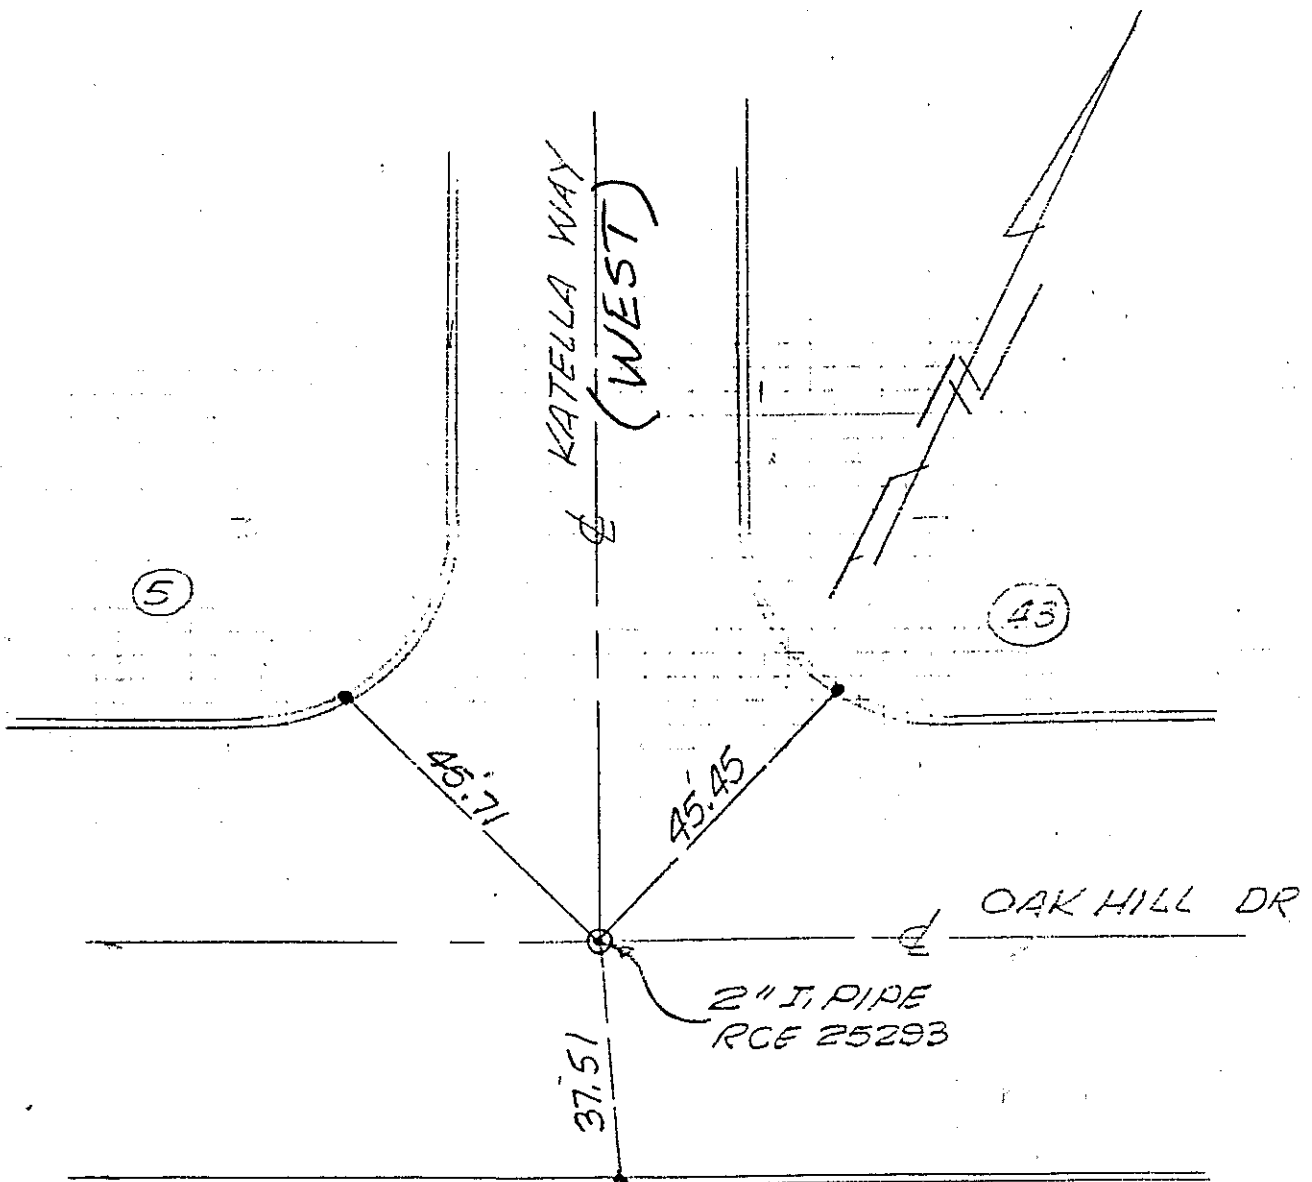 KATELLA WAY
(WEST)
℄
5
43
45.'71
45.'45
OAK HILL DR
℄
2" I. PIPE
RCE 25293
37.'51
N